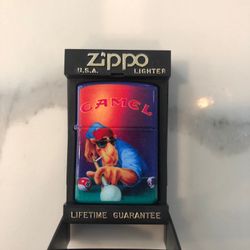 zippo
U.S.A. LIGHTER
CAMEL
LIFETIME GUARANTEE